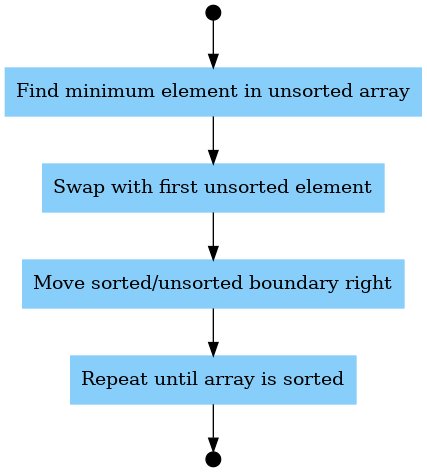 Find minimum element in unsorted array
Swap with first unsorted element
Move sorted/unsorted boundary right
Repeat until array is sorted